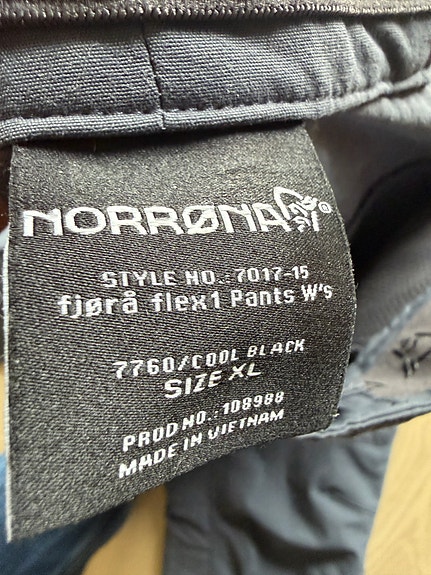 NORRØNA®
STYLE NO.: 7017-15
fjørå flex1 Pants W's
7760/COOL BLACK
SIZE XL
PROD NO.: 108988
MADE IN VIETNAM